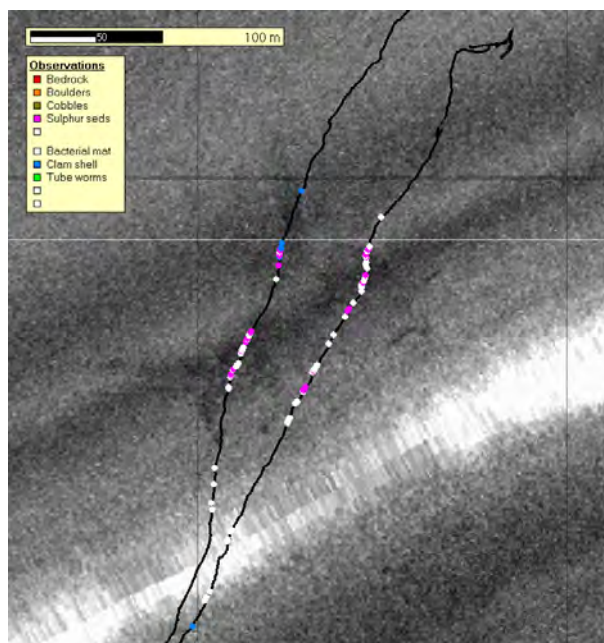 50
100 m
Observations
Bedrock
Boulders
Cobbles
Sulphur seds
Bacterial mat
Clam shell
Tube worms